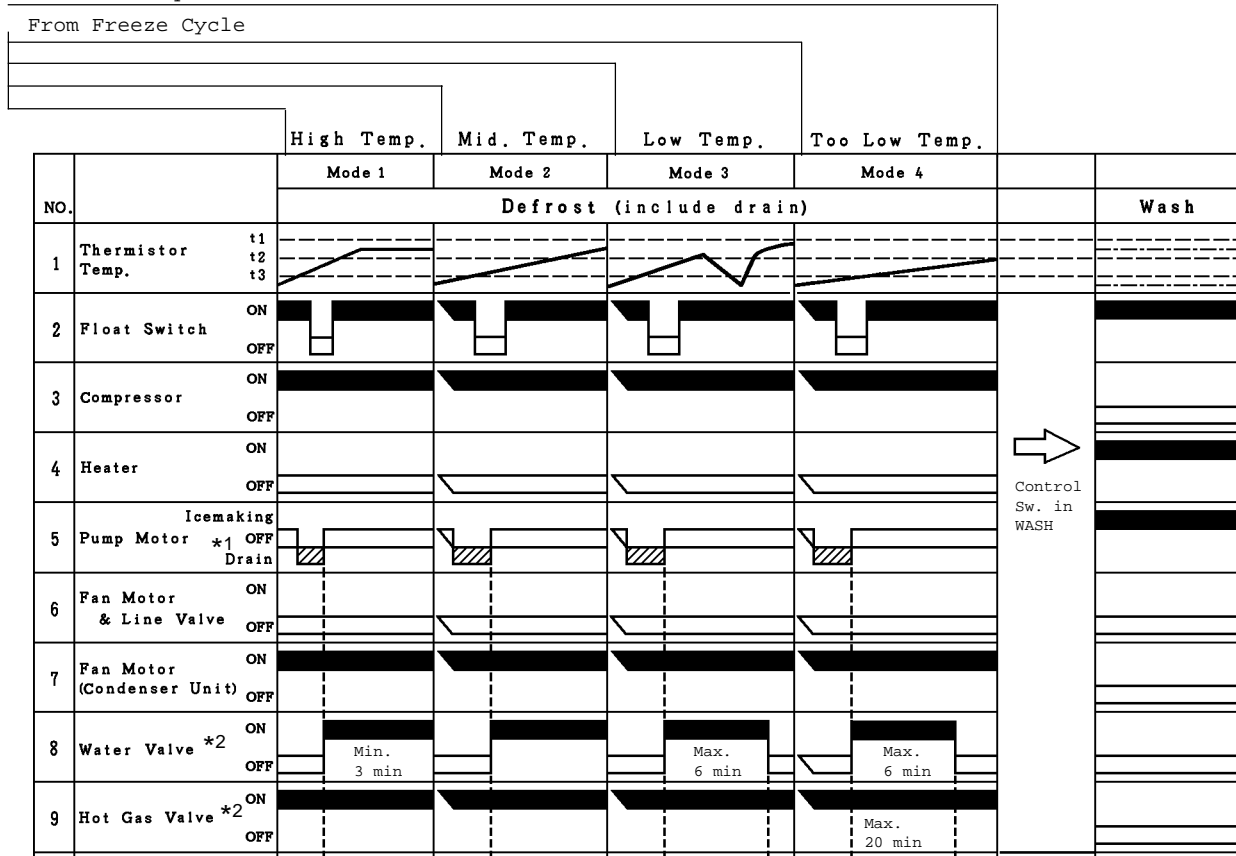 From Freeze Cycle
High Temp. Mid. Temp. Low Temp. Too Low Temp.
Mode 1 Mode 2 Mode 3 Mode 4
NO. Defrost (include drain) Wash
1 Thermistor Temp. t1 t2 t3
2 Float Switch ON OFF
3 Compressor ON OFF
4 Heater ON OFF
Control
Sw. in
WASH
5 Pump Motor *1 Icemaking OFF Drain
6 Fan Motor & Line Valve ON OFF
7 Fan Motor (Condenser Unit) ON OFF
8 Water Valve *2 ON OFF
Min.
3 min
Max.
6 min
Max.
6 min
9 Hot Gas Valve *2 ON OFF
Max.
20 min